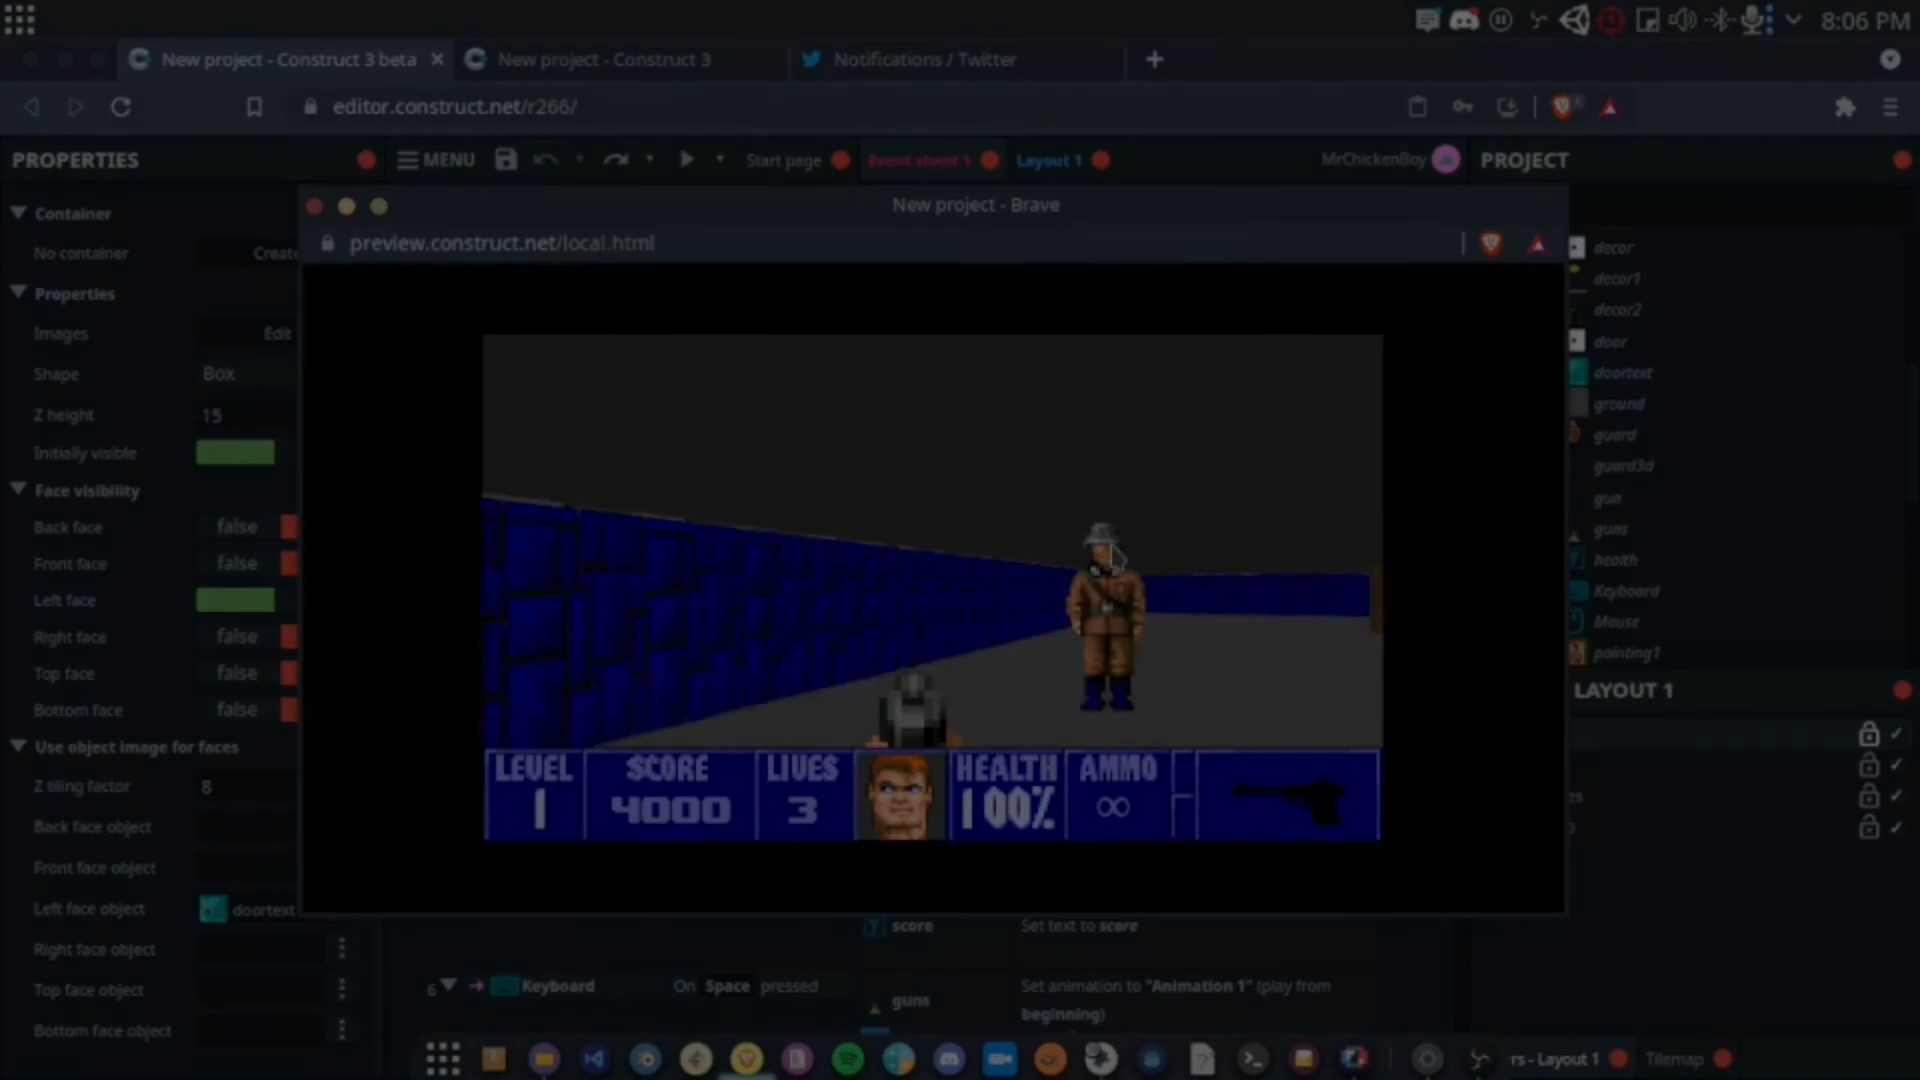 8:06 PM
New project - Construct 3 beta
New project - Construct 3
Notifications / Twitter
editor.construct.net/r266/
PROPERTIES
MENU
Start page
Event sheet 1
Layout 1
MrChickenBoy
PROJECT
New project - Brave
preview.construct.net/local.html
Container
No container
Create
Properties
Images
Edit
Shape
Box
Z height
15
Initially visible
Face visibility
Back face
false
Front face
false
Left face
Right face
false
Top face
false
Bottom face
false
Use object image for faces
Z tiling factor
8
Back face object
Front face object
Left face object
doortext
Right face object
Top face object
Bottom face object
LEVEL
1
SCORE
4000
LIVES
3
HEALTH
100%
AMMO
∞
decor
decor1
decor2
door
doortext
ground
guard
guard3d
gua
guns
health
Keyboard
Mouse
painting1
LAYOUT 1
score
Set text to score
6
Keyboard
On Space pressed
guns
Set animation to "Animation 1" (play from
beginning)
rs - Layout 1
Tilemap